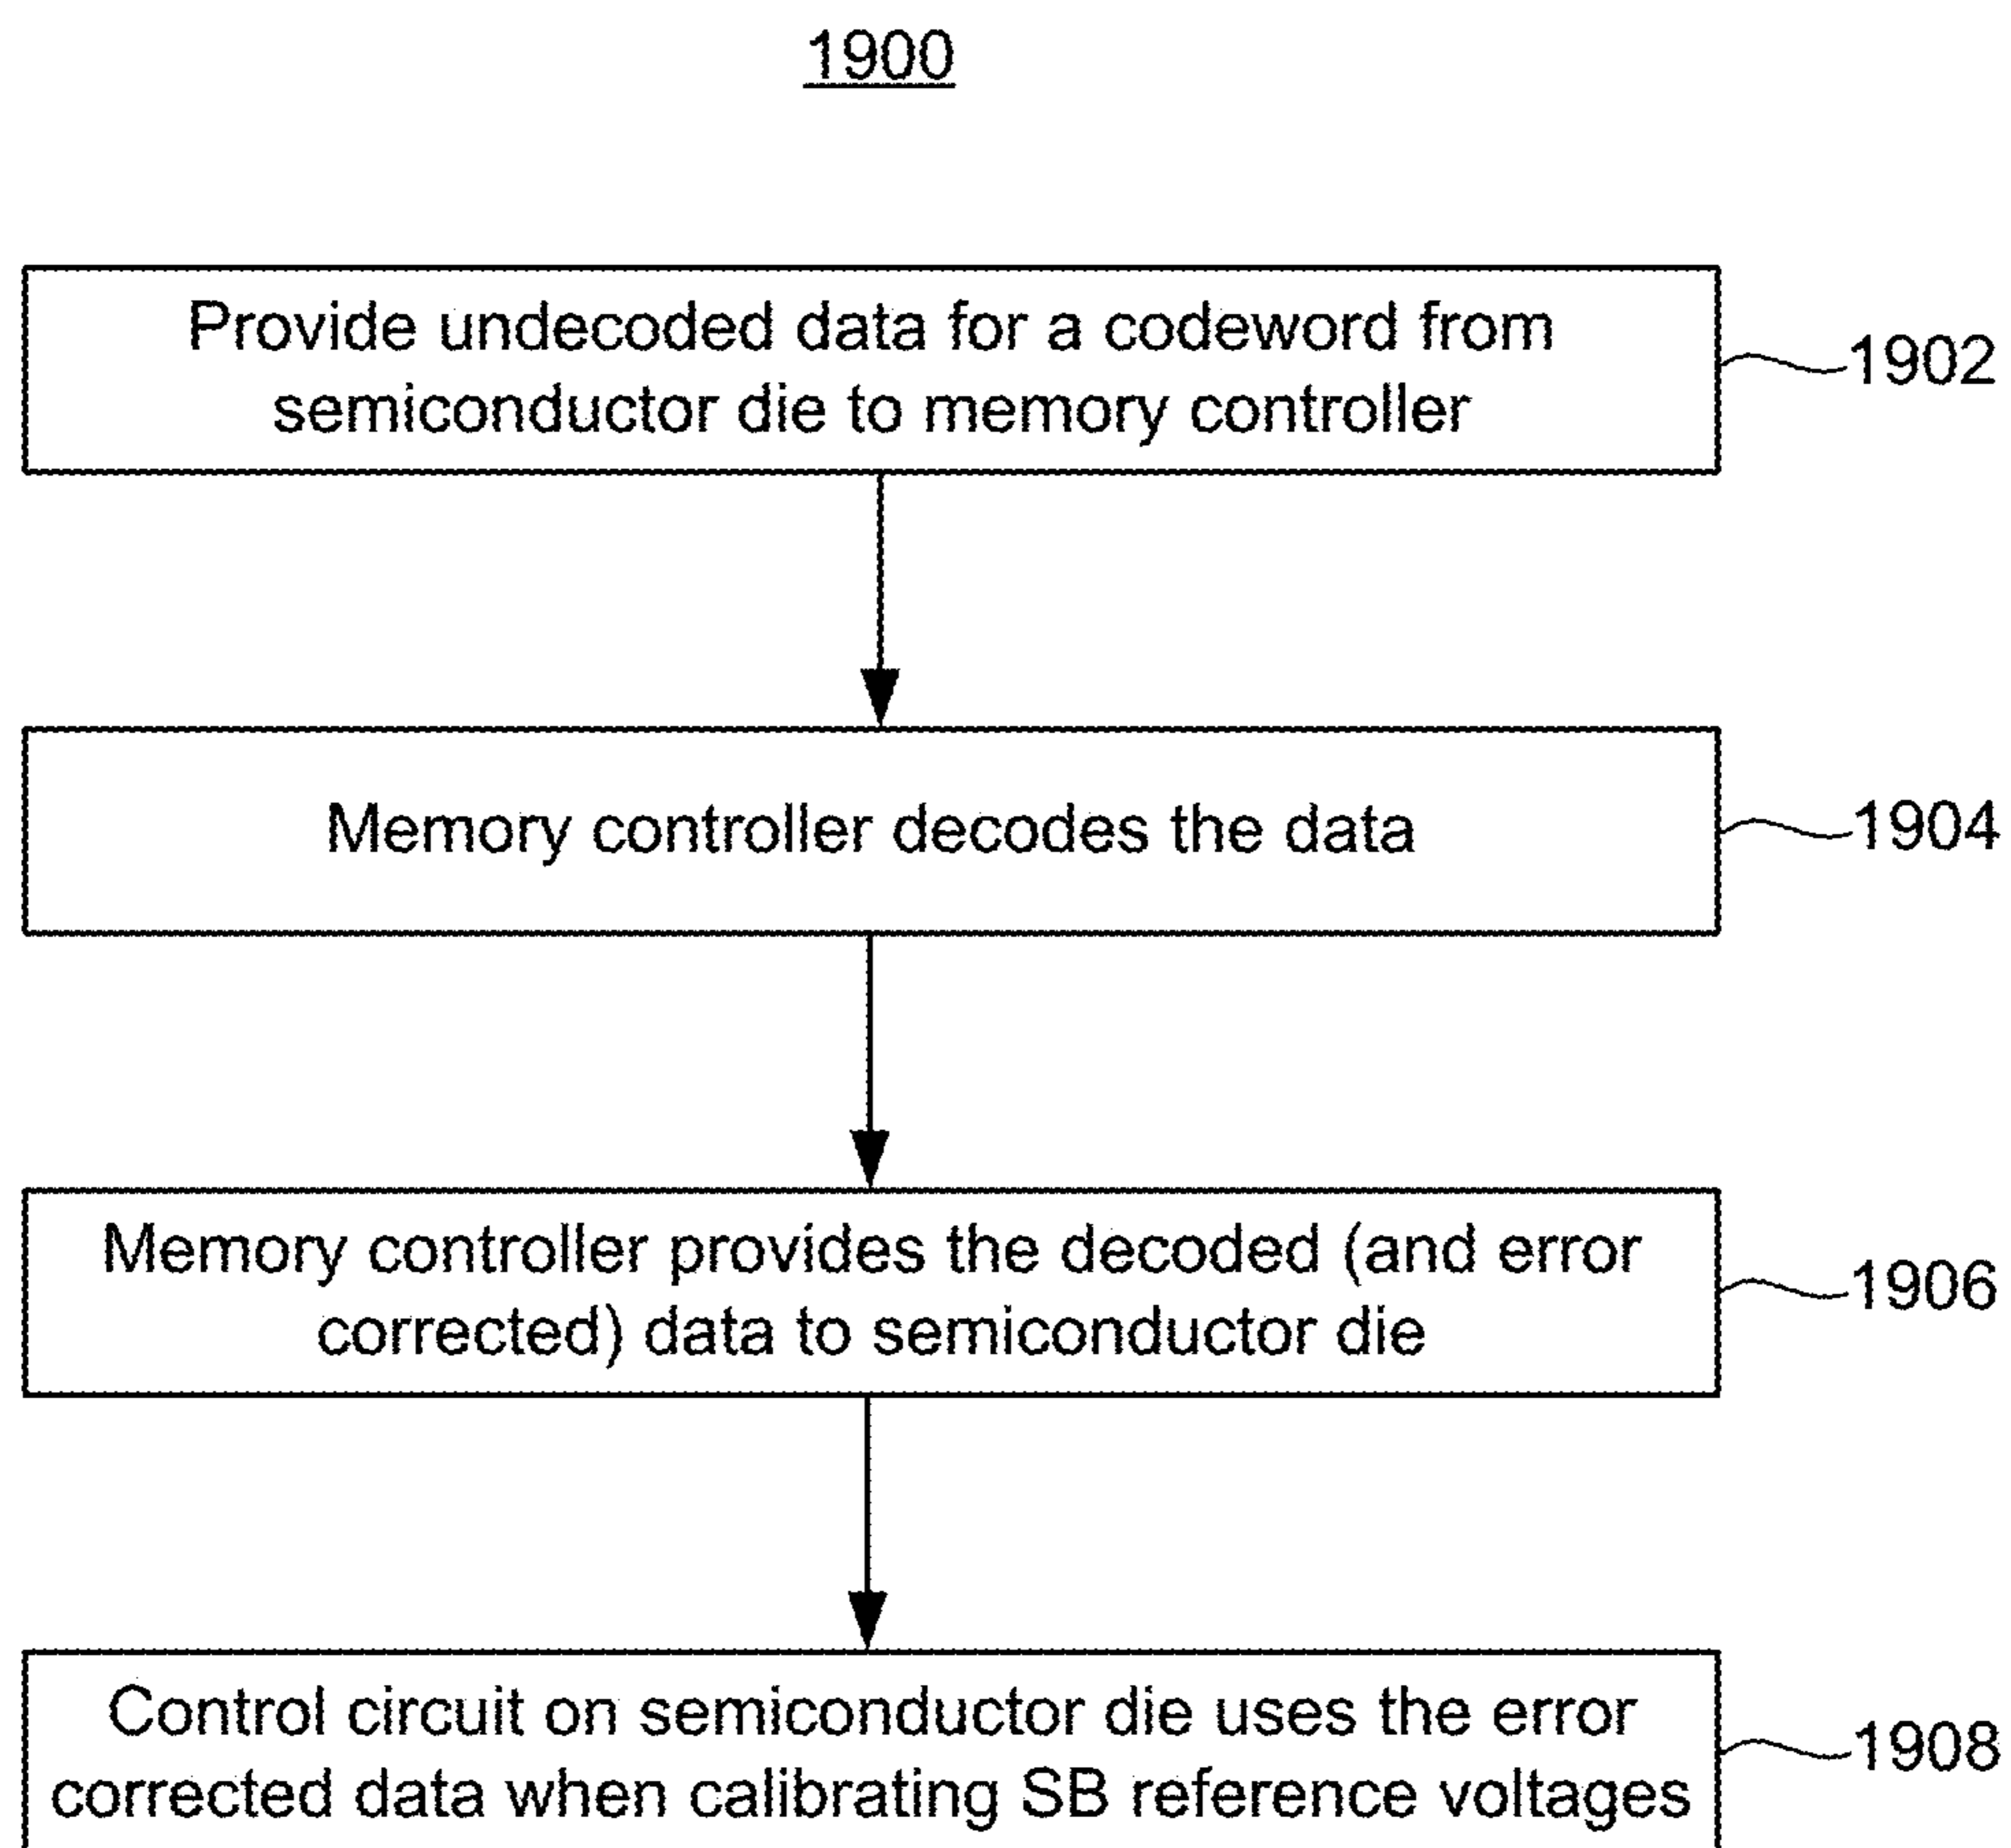 1900
Provide undecoded data for a codeword from
semiconductor die to memory controller
1902
Memory controller decodes the data
1904
Memory controller provides the decoded (and error
corrected) data to semiconductor die
1906
Control circuit on semiconductor die uses the error
corrected data when calibrating SB reference voltages
1908